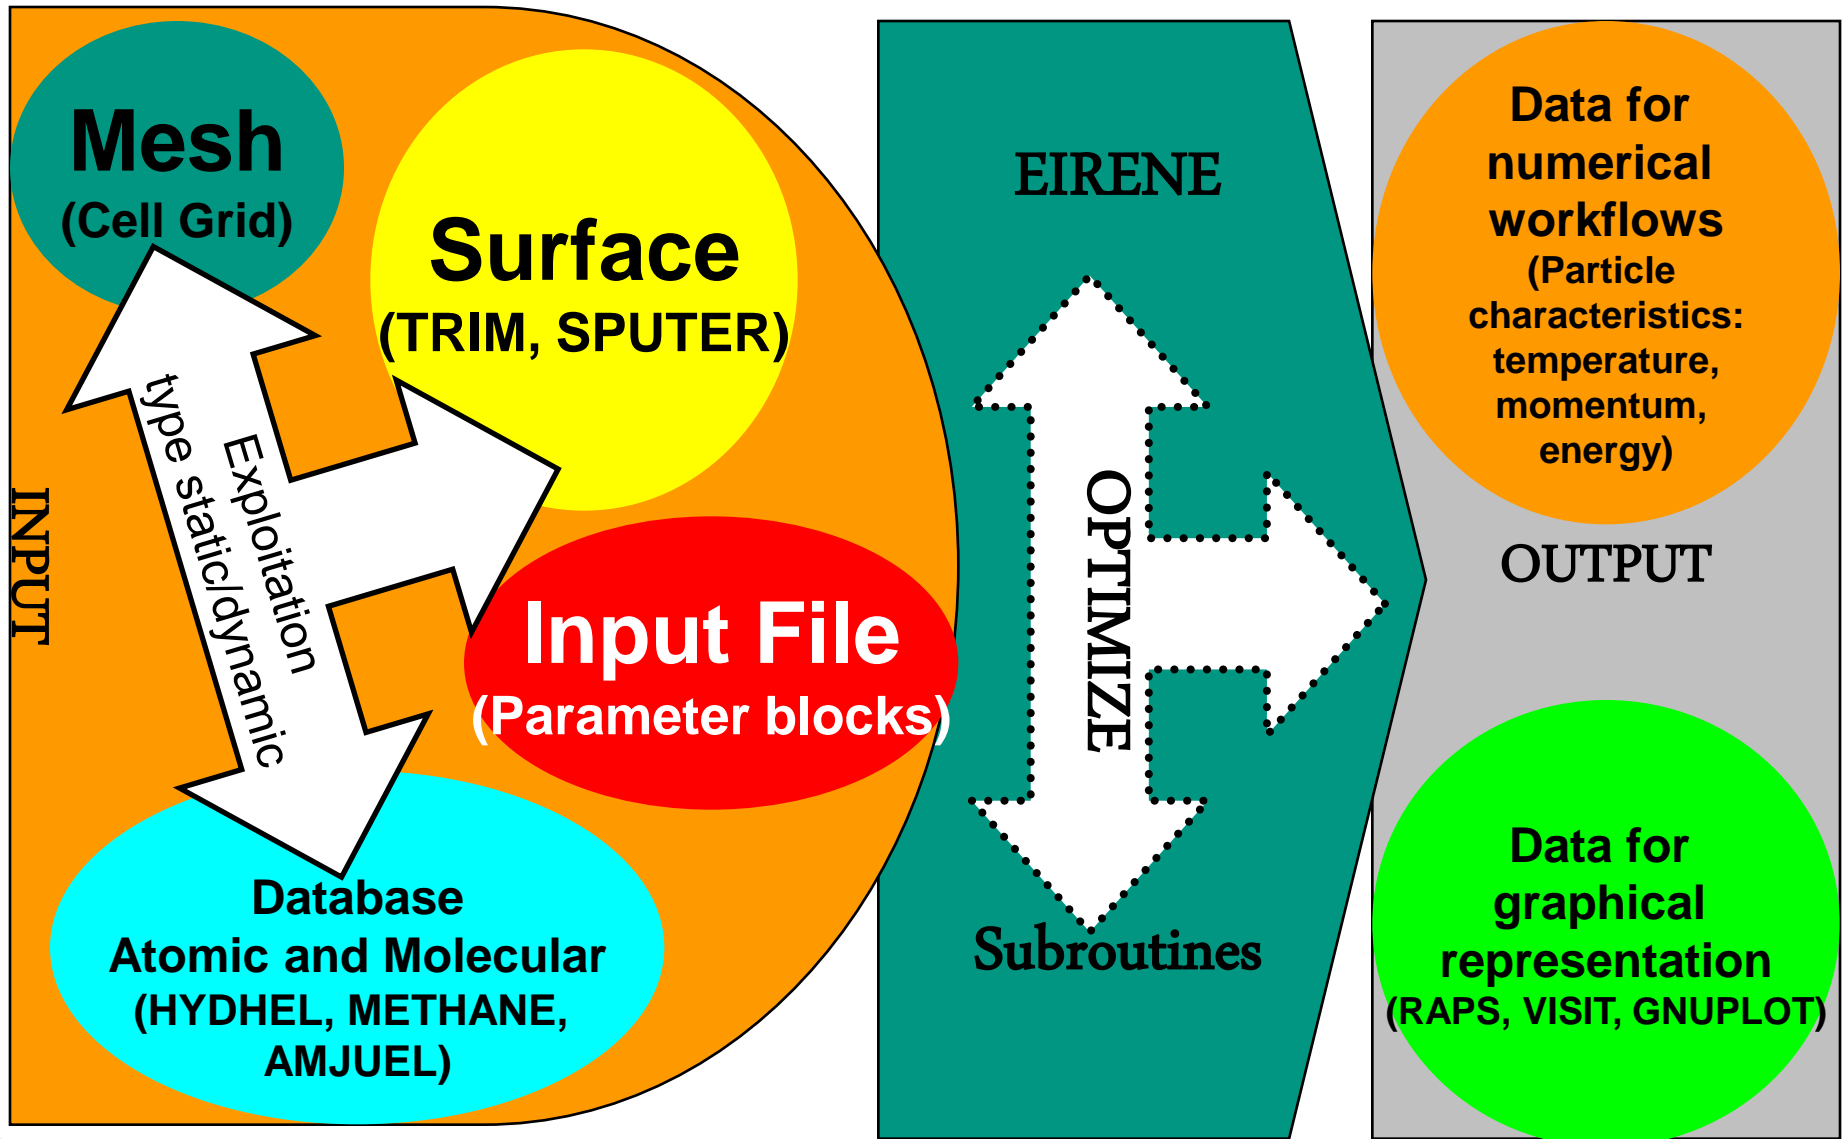 Mesh
(Cell Grid)
Surface
(TRIM, SPUTER)
Exploitation
type static/dynamic
INPUT
Input File
(Parameter blocks)
Database
Atomic and Molecular
(HYDHEL, METHANE,
AMJUEL)
EIRENE
OPTIMIZE
Subroutines
Data for
numerical
workflows
(Particle
characteristics:
temperature,
momentum,
energy)
OUTPUT
Data for
graphical
representation
(RAPS, VISIT, GNUPLOT)